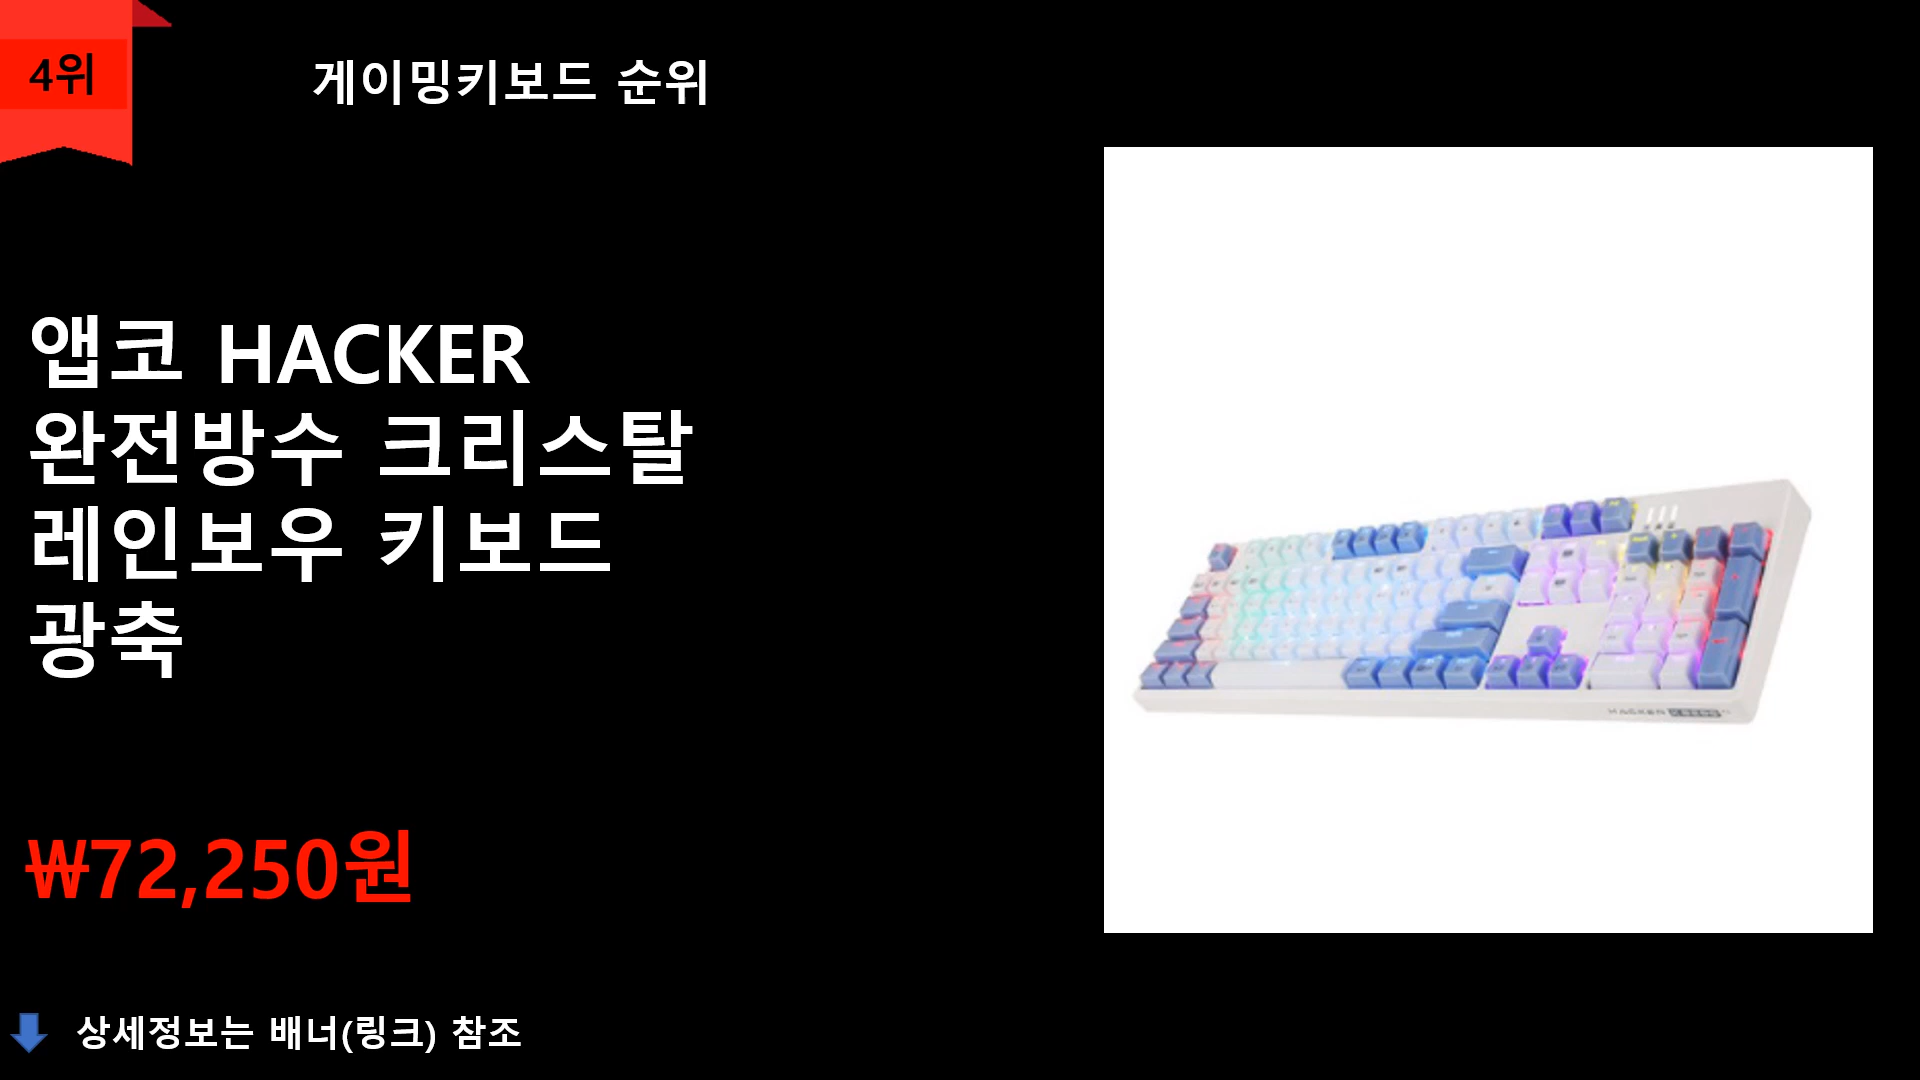 4위
게이밍키보드 순위
앱코 HACKER
완전방수 크리스탈
레인보우 키보드
광축
₩72,250원
상세정보는 배너(링크) 참조
HACKER